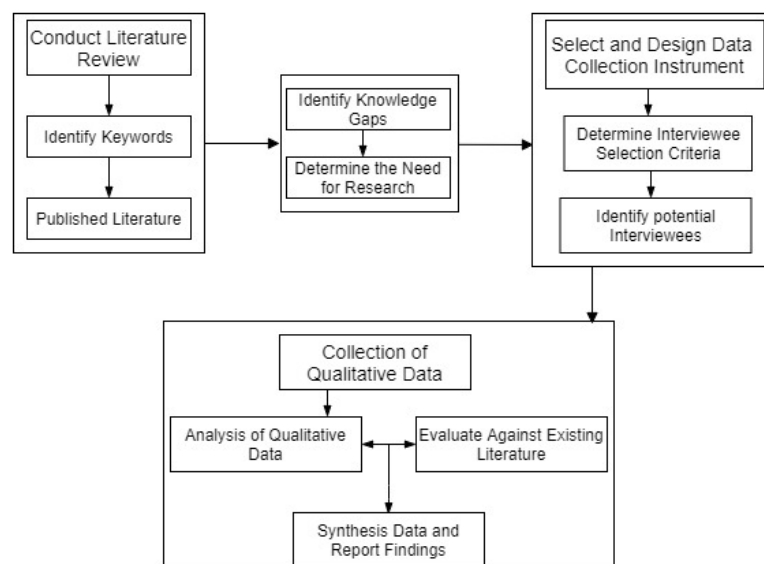 Conduct Literature
Review
Identify Keywords
Published Literature
Identify Knowledge
Gaps
Determine the Need
for Research
Select and Design Data
Collection Instrument
Determine Interviewee
Selection Criteria
Identify potential
Interviewees
Collection of
Qualitative Data
Analysis of Qualitative
Data
Evaluate Against Existing
Literature
Synthesis Data and
Report Findings